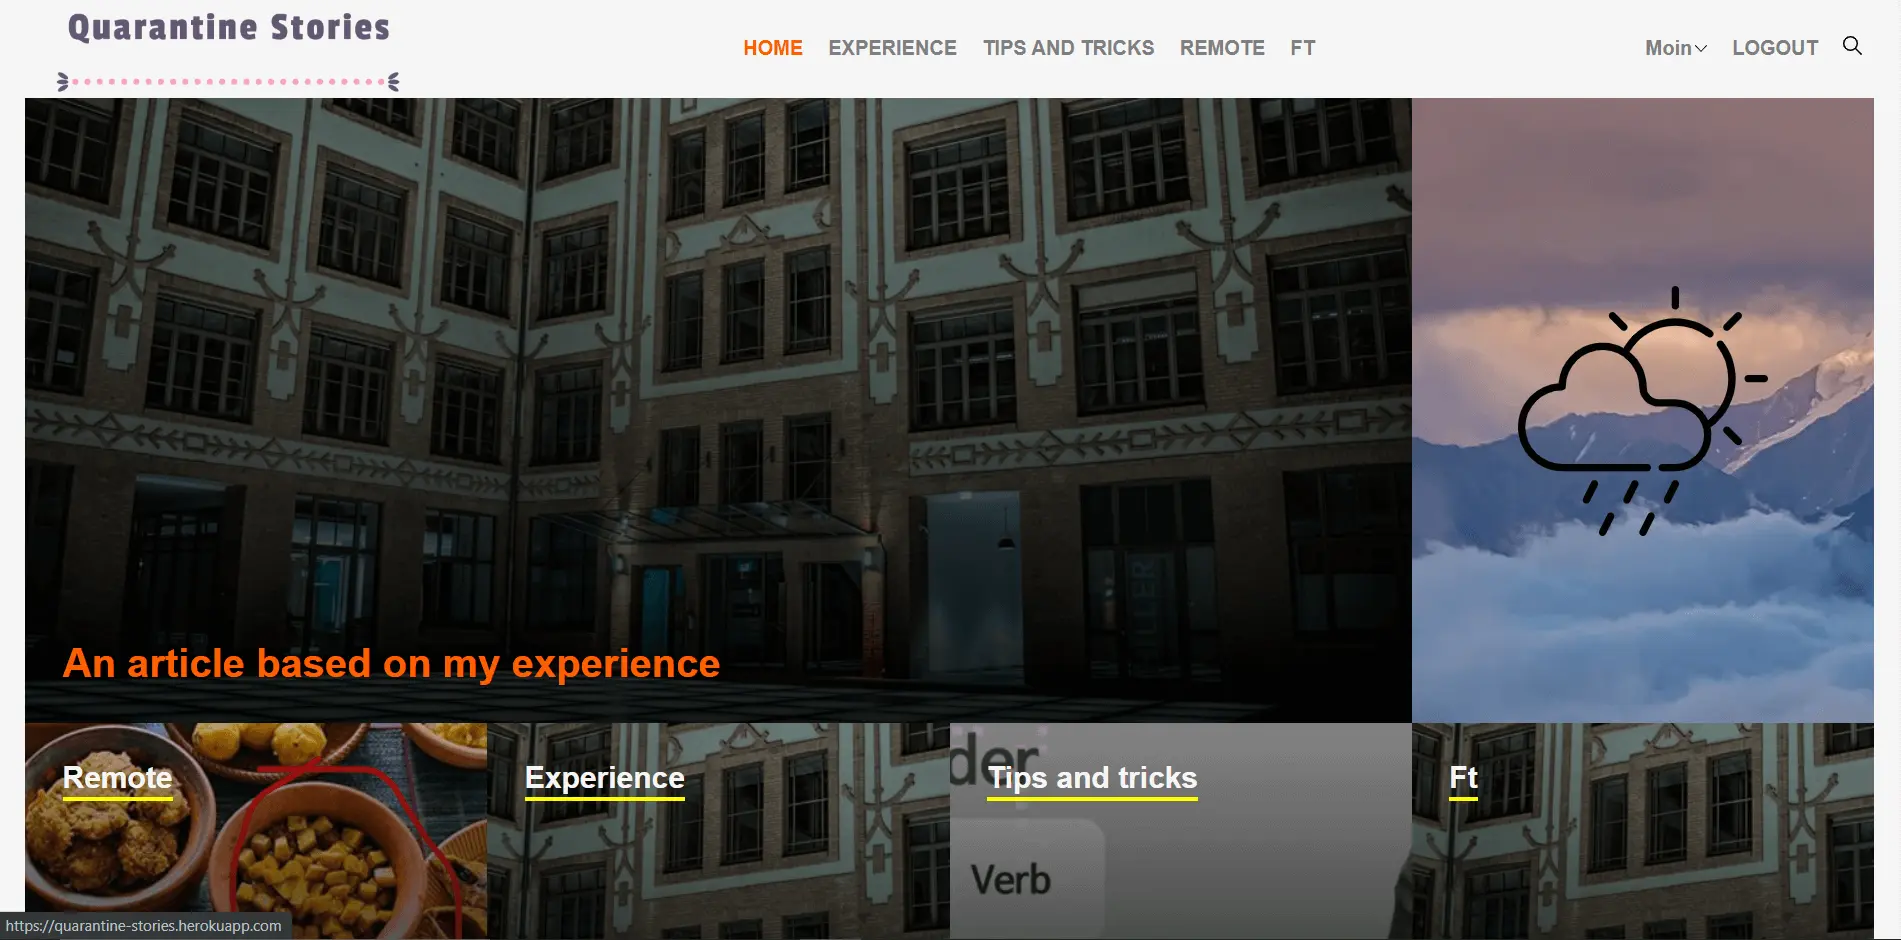 Quarantine Stories
HOME EXPERIENCE TIPS AND TRICKS REMOTE FT
Moin LOGOUT
An article based on my experience
Remote
Experience
der
Tips and tricks
Verb
Ft
https://quarantine-stories.herokuapp.com